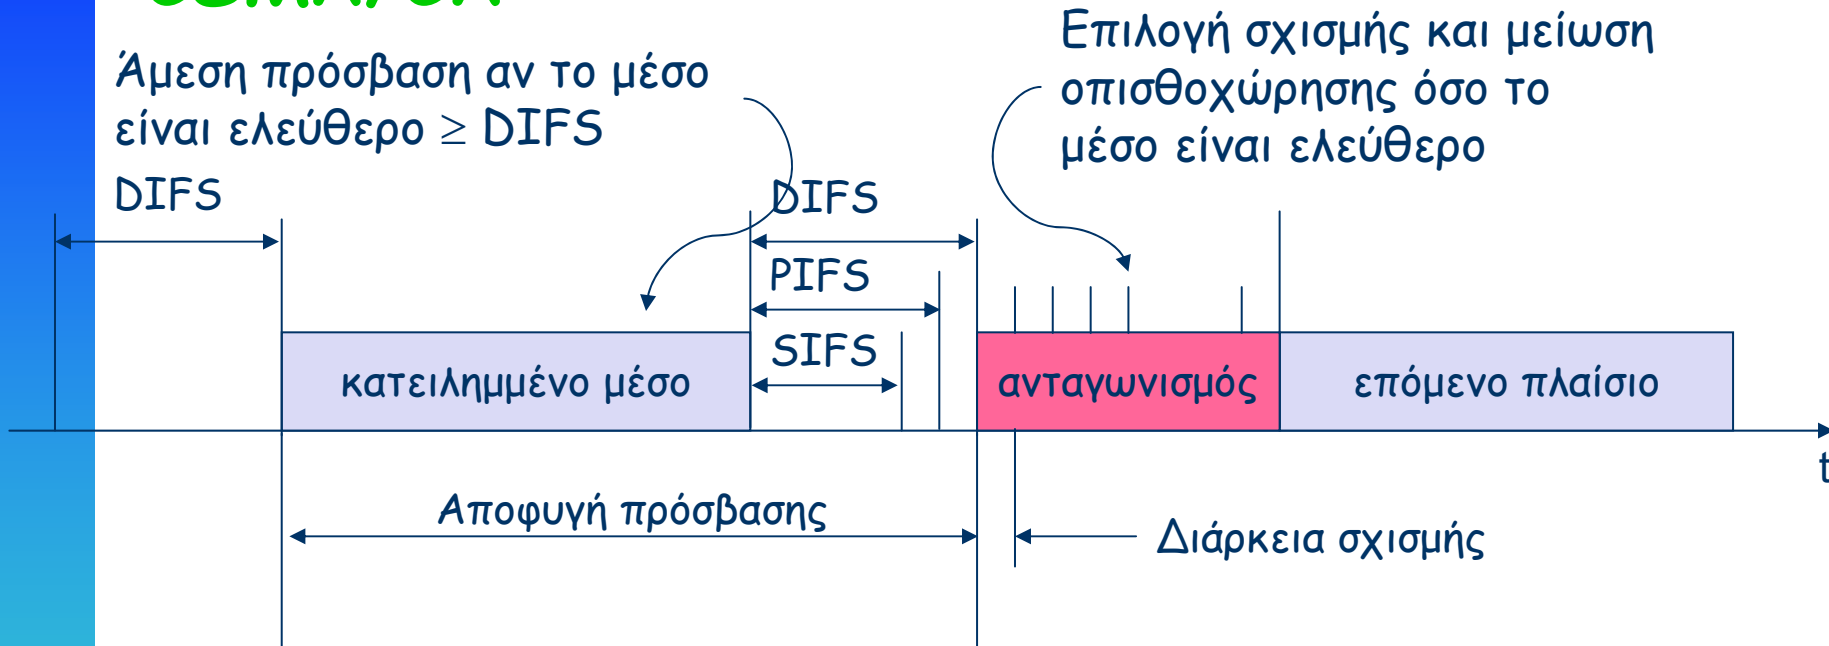 Άμεση πρόσβαση αν το μέσο
είναι ελεύθερο ≥ DIFS
Επιλογή σχισμής και μείωση
οπισθοχώρησης όσο το
μέσο είναι ελεύθερο
DIFS
DIFS
PIFS
SIFS
κατειλημμένο μέσο
ανταγωνισμός
επόμενο πλαίσιο
t
Αποφυγή πρόσβασης
Διάρκεια σχισμής